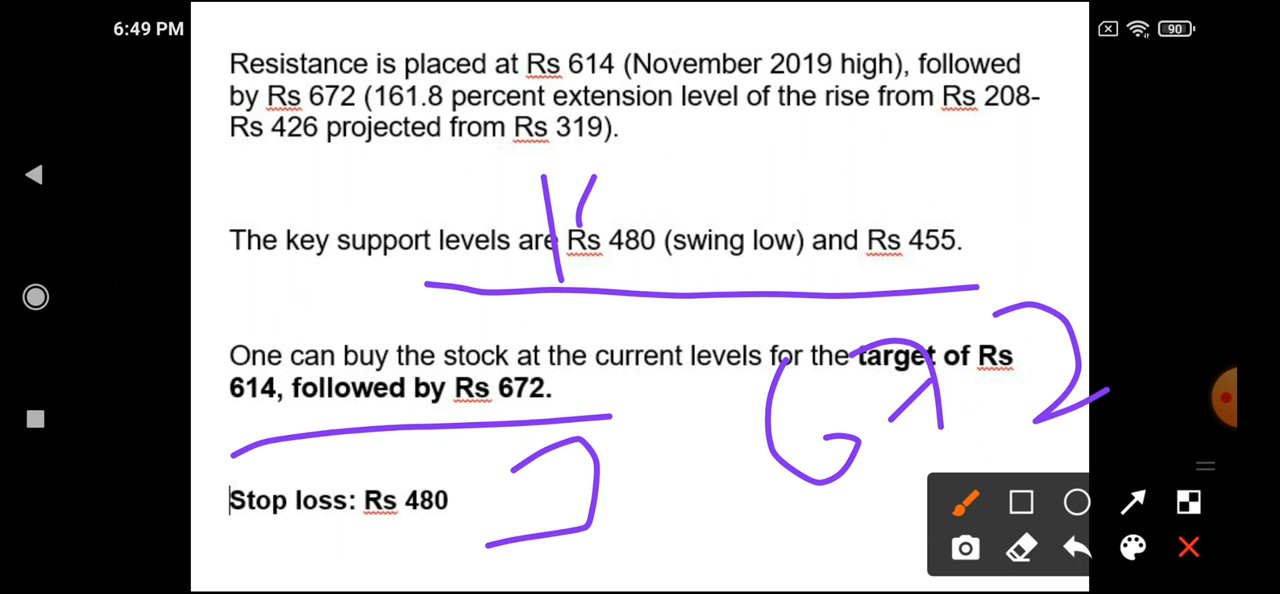 6:49 PM
90
Resistance is placed at Rs 614 (November 2019 high), followed
by Rs 672 (161.8 percent extension level of the rise from Rs 208-
Rs 426 projected from Rs 319).
The key support levels are Rs 480 (swing low) and Rs 455.
One can buy the stock at the current levels for the target of Rs
614, followed by Rs 672.
672
Stop loss: Rs 480